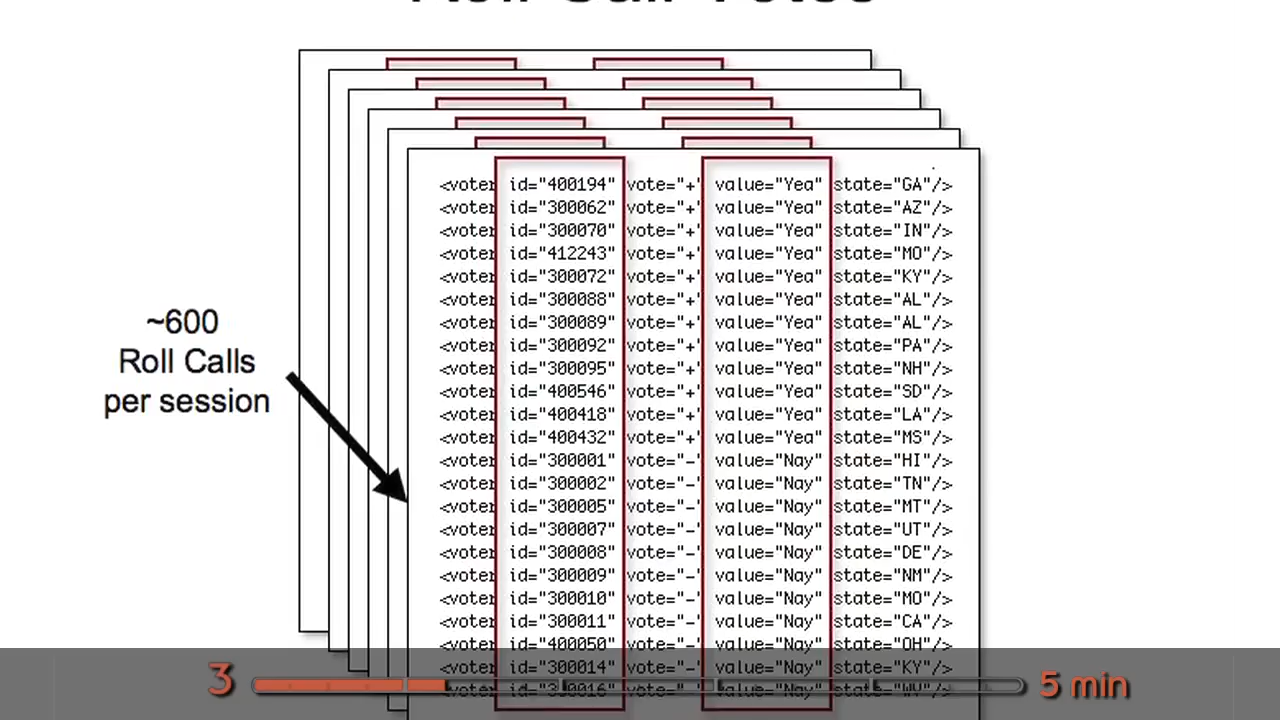 Roll Call Votes
<voter id="400194" vote="+" value="Yea" state="GA"/>
<voter id="300062" vote="+" value="Yea" state="AZ"/>
<voter id="300070" vote="+" value="Yea" state="IN"/>
<voter id="412243" vote="+" value="Yea" state="MO"/>
<voter id="300072" vote="+" value="Yea" state="KY"/>
<voter id="300088" vote="+" value="Yea" state="AL"/>
<voter id="300089" vote="+" value="Yea" state="AL"/>
<voter id="300092" vote="+" value="Yea" state="PA"/>
<voter id="300095" vote="+" value="Yea" state="NH"/>
<voter id="400546" vote="+" value="Yea" state="SD"/>
<voter id="400418" vote="+" value="Yea" state="LA"/>
<voter id="400432" vote="+" value="Yea" state="MS"/>
<voter id="300001" vote="-" value="Nay" state="HI"/>
<voter id="300002" vote="-" value="Nay" state="TN"/>
<voter id="300005" vote="-" value="Nay" state="MT"/>
<voter id="300007" vote="-" value="Nay" state="UT"/>
<voter id="300008" vote="-" value="Nay" state="DE"/>
<voter id="300009" vote="-" value="Nay" state="NM"/>
<voter id="300010" vote="-" value="Nay" state="MO"/>
<voter id="300011" vote="-" value="Nay" state="CA"/>
<voter id="400050" vote="-" value="Nay" state="OH"/>
<voter id="300014" vote="-" value="Nay" state="KY"/>
<voter id="300016" vote="-" value="Nay" state="WV"/>
~600
Roll Calls
per session
3
5 min